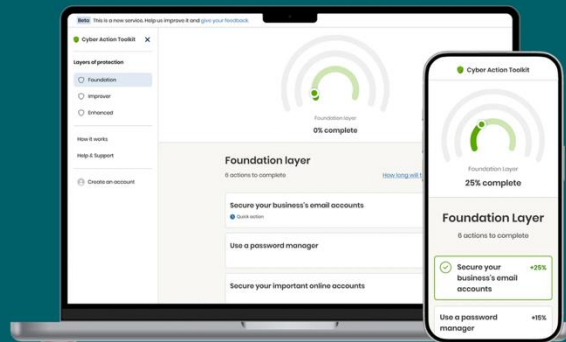 Beta This is a new service. Help us improve it and give your feedback.
Cyber Action Toolkit
Layers of protection
Foundation
Improver
Enhanced
How it works
Help & Support
Create an account
Foundation layer
0% complete
Foundation layer
6 actions to complete
How long will t
Secure your business's email accounts
Quick action
Use a password manager
Secure your important online accounts
Cyber Action Toolkit
Foundation Layer
25% complete
Foundation Layer
6 actions to complete
Secure your +25%
business's email
accounts
Use a password +15%
manager